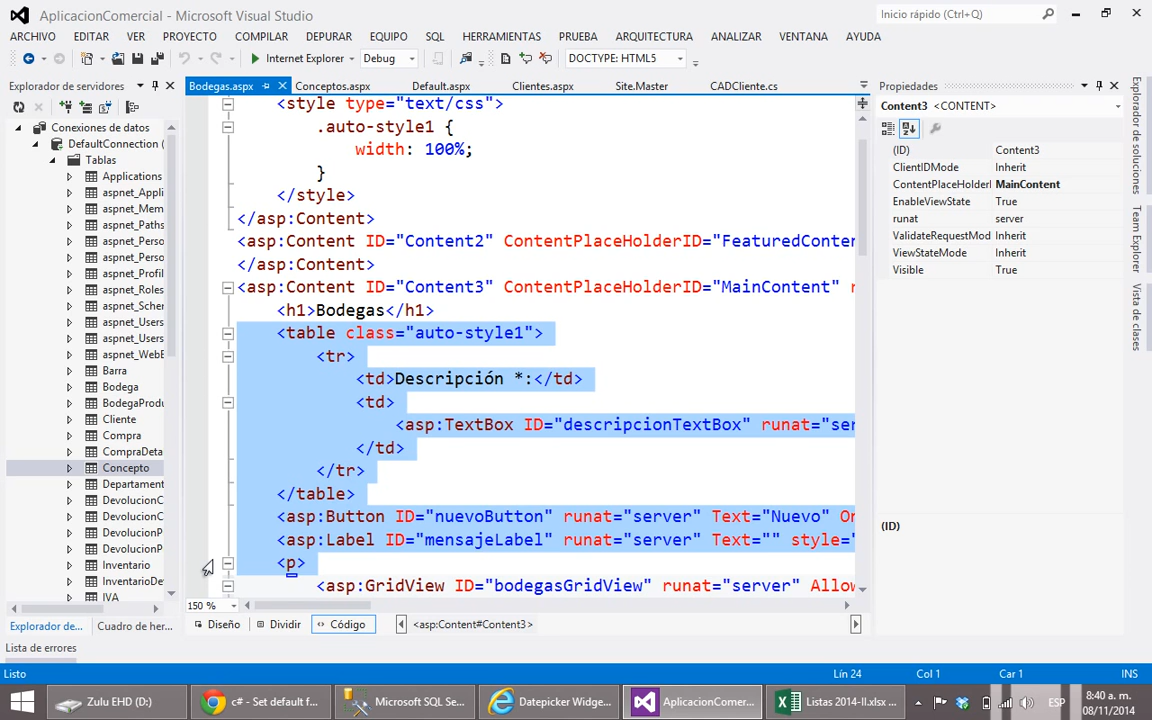 AplicacionComercial - Microsoft Visual Studio
Inicio rápido (Ctrl+Q)
ARCHIVO EDITAR VER PROYECTO COMPILAR DEPURAR EQUIPO SQL HERRAMIENTAS PRUEBA ARQUITECTURA ANALIZAR VENTANA AYUDA
Internet Explorer Debug DOCTYPE: HTML5
Explorador de servidores
Conexiones de datos
DefaultConnection (
Tablas
Applications
aspnet_Appli
aspnet_Mem
aspnet_Paths
aspnet_Perso
aspnet_Perso
aspnet_Profil
aspnet_Roles
aspnet_Scher
aspnet_Users
aspnet_Users
aspnet_WebE
Barra
Bodega
BodegaProdu
Cliente
Compra
CompraDeta
Concepto
Departament
DevolucionC
DevolucionC
DevolucionP
DevolucionP
Inventario
InventarioDe
IVA
Explorador de... Cuadro de her...
Bodegas.aspx Conceptos.aspx Default.aspx Clientes.aspx Site.Master CADCliente.cs
<style type="text/css">
.auto-style1 {
width: 100%;
}
</style>
</asp:Content>
<asp:Content ID="Content2" ContentPlaceHolderID="FeaturedConter
</asp:Content>
<asp:Content ID="Content3" ContentPlaceHolderID="MainContent" r
<h1>Bodegas</h1>
<table class="auto-style1">
<tr>
<td>Descripción *:</td>
<td>
<asp:TextBox ID="descripcionTextBox" runat="ser
</td>
</tr>
</table>
<asp:Button ID="nuevoButton" runat="server" Text="Nuevo" On
<asp:Label ID="mensajeLabel" runat="server" Text="" style="
<p>
<asp:GridView ID="bodegasGridView" runat="server" Allow
150 %
Diseño Dividir Código <asp:Content#Content3>
Propiedades
Content3 <CONTENT>
(ID) Content3
ClientIDMode Inherit
ContentPlaceHolderI MainContent
EnableViewState True
runat server
ValidateRequestMod Inherit
ViewStateMode Inherit
Visible True
(ID)
Explorador de soluciones
Team Explorer
Vista de clases
Lista de errores
Listo Lín 24 Col 1 Car 1 INS
Zulu EHD (D:) c# - Set default f... Microsoft SQL Se... Datepicker Widge... AplicacionComer... Listas 2014-II.xlsx ... ESP
8:40 a. m.
08/11/2014